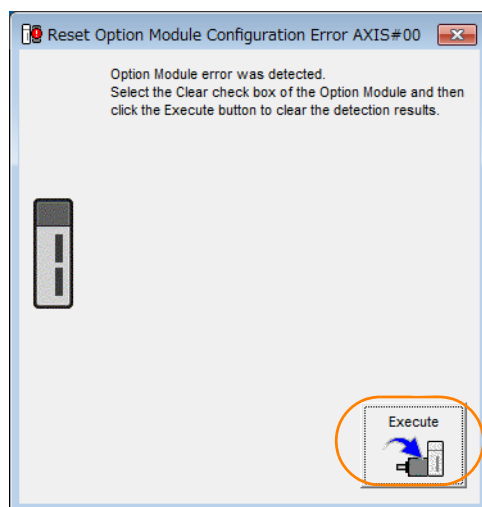 Reset Option Module Configuration Error AXIS#00
Option Module error was detected.
Select the Clear check box of the Option Module and then
click the Execute button to clear the detection results.
Execute